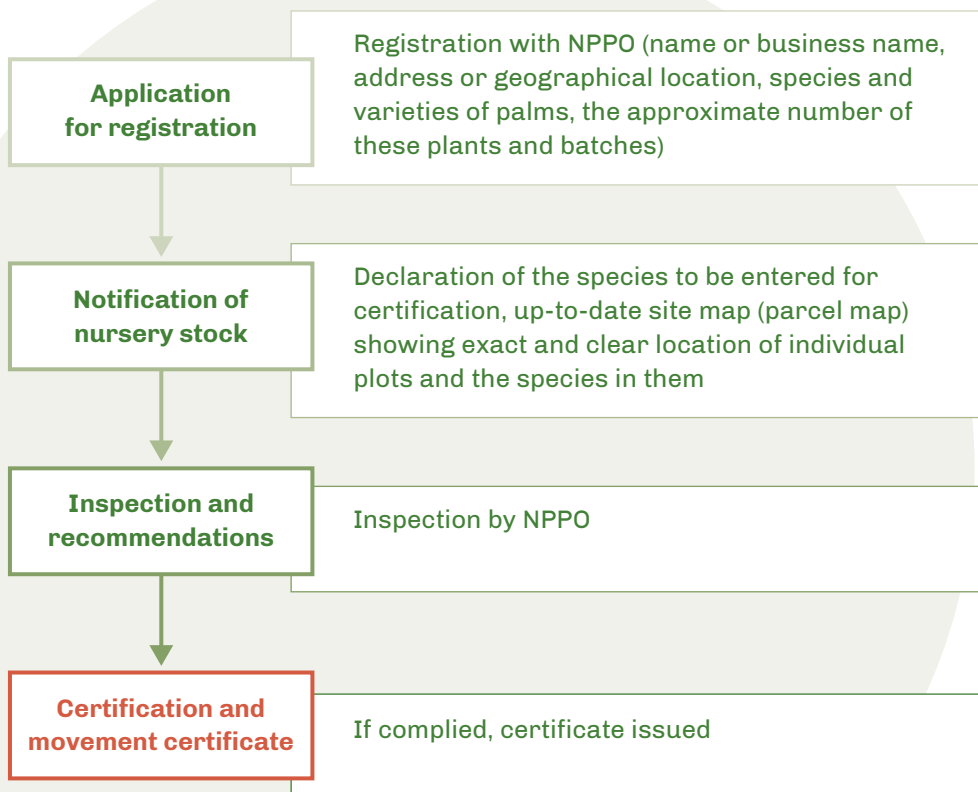 Application
for registration
Registration with NPPO (name or business name,
address or geographical location, species and
varieties of palms, the approximate number of
these plants and batches)
Notification of
nursery stock
Declaration of the species to be entered for
certification, up-to-date site map (parcel map)
showing exact and clear location of individual
plots and the species in them
Inspection and
recommendations
Inspection by NPPO
Certification and
movement certificate
If complied, certificate issued